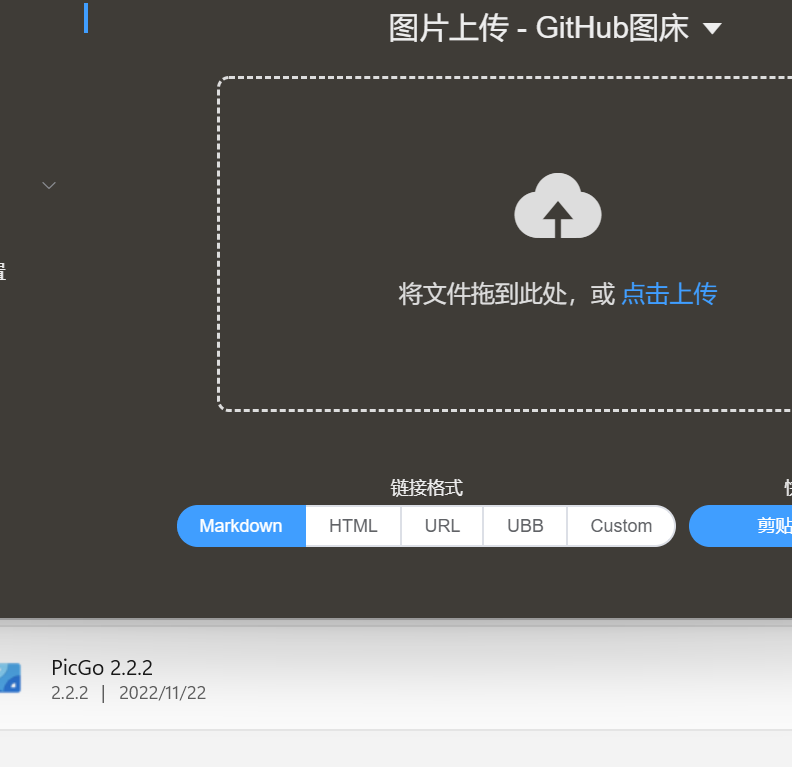 图片上传 - GitHub图床
置
将文件拖到此处，或 点击上传
链接格式
Markdown HTML URL UBB Custom
剪贴
PicGo 2.2.2
2.2.2 | 2022/11/22